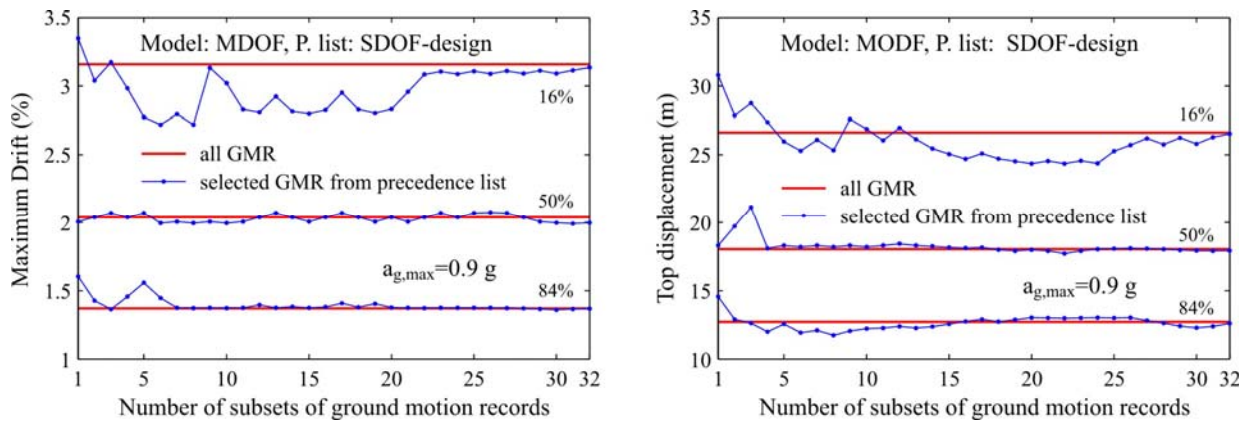 3.5
Model: MDOF, P. list: SDOF-design
3
16%
all GMR
2.5
selected GMR from precedence list
50%
2
a_g,max=0.9 g
1.5
84%
1
1 5 10 15 20 25 30 32
Maximum Drift (%)
Number of subsets of ground motion records
35
Model: MODF, P. list: SDOF-design
30
16%
25
all GMR
20
selected GMR from precedence list
50%
15
a_g,max=0.9 g
84%
10
1 5 10 15 20 25 30 32
Top displacement (m)
Number of subsets of ground motion records